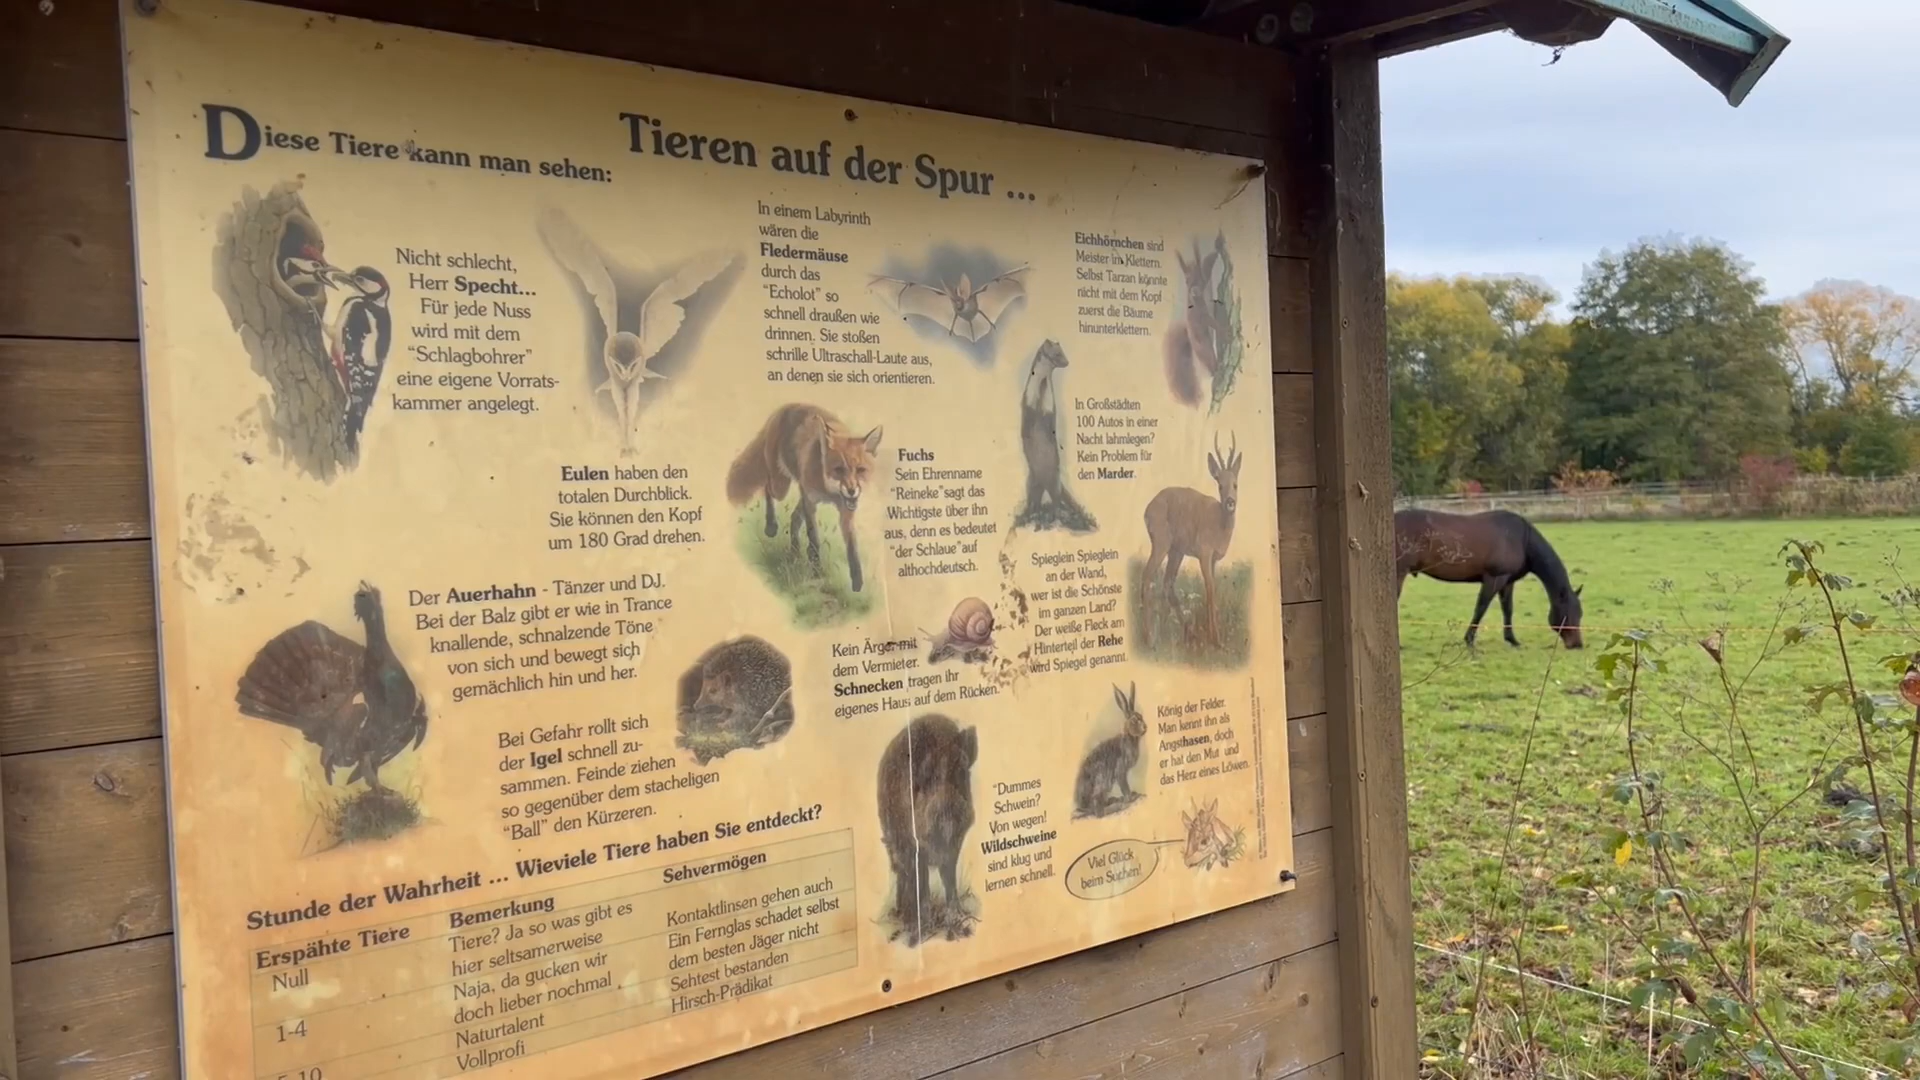 Tieren auf der Spur ...
Diese Tiere kann man sehen:
Nicht schlecht,
Herr Specht...
Für jede Nuss
wird mit dem
"Schlagbohrer"
eine eigene Vorrats-
kammer angelegt.
Eulen haben den
totalen Durchblick.
Sie können den Kopf
um 180 Grad drehen.
In einem Labyrinth
wären die
Fledermäuse
durch das
"Echolot" so
schnell draußen wie
drinnen. Sie stoßen
schrille Ultraschall-Laute aus,
an denen sie sich orientieren.
Eichhörnchen sind
Meister im Klettern.
Selbst Tarzan könnte
nicht mit dem Kopf
zuerst die Bäume
hinunterklettern.
In Großstädten
100 Autos in einer
Nacht lahmlegen?
Kein Problem für
den Marder.
Fuchs
Sein Ehrenname
"Reineke" sagt das
Wichtigste über ihn
aus, denn es bedeutet
"der Schlaue" auf
althochdeutsch.
Spieglein Spieglein
an der Wand,
wer ist die Schönste
im ganzen Land?
Der weiße Fleck am
Hinterteil der Rehe
wird Spiegel genannt.
Der Auerhahn - Tänzer und DJ.
Bei der Balz gibt er wie in Trance
knallende, schnalzende Töne
von sich und bewegt sich
gemächlich hin und her.
Kein Ärger mit
dem Vermieter.
Schnecken tragen ihr
eigenes Haus auf dem Rücken.
Bei Gefahr rollt sich
der Igel schnell zu-
sammen. Feinde ziehen
so gegenüber dem stacheligen
"Ball" den Kürzeren.
König der Felder.
Man kennt ihn als
Angsthasen, doch
er hat den Mut und
das Herz eines Löwen.
"Dummes
Schwein?
Von wegen!
Wildschweine
sind klug und
lernen schnell.
Viel Glück
beim Suchen!
Stunde der Wahrheit ... Wieviele Tiere haben Sie entdeckt?
Erspähte Tiere Bemerkung Sehvermögen
Null Tiere? Ja so was gibt es Kontaktlinsen gehen auch
hier seltsamerweise Ein Fernglas schadet selbst
1-4 Naja, da gucken wir dem besten Jäger nicht
doch lieber nochmal Sehtest bestanden
Naturtalent Hirsch-Prädikat
5-10 Vollprofi